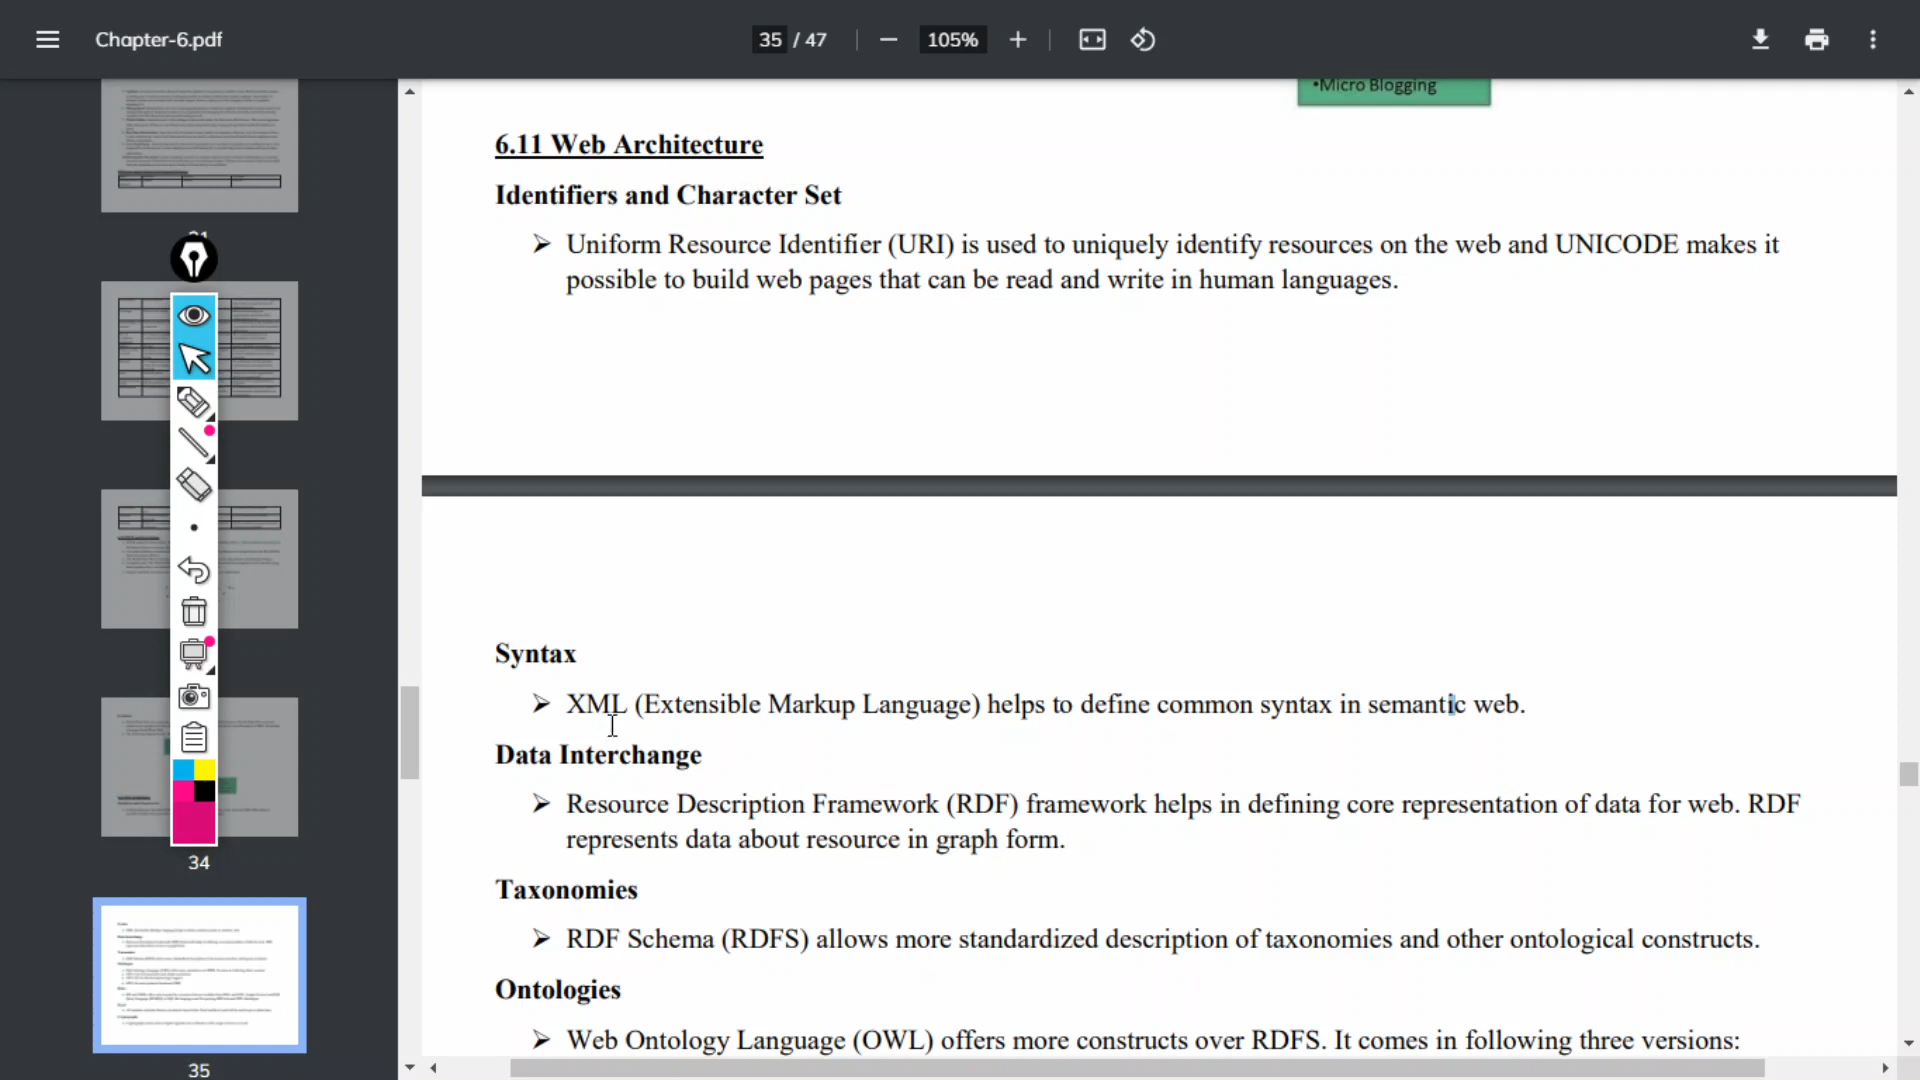 Chapter-6.pdf
35 / 47
105%
•Micro Blogging
6.11 Web Architecture
Identifiers and Character Set
➢ Uniform Resource Identifier (URI) is used to uniquely identify resources on the web and UNICODE makes it
possible to build web pages that can be read and write in human languages.
Syntax
➢ XML (Extensible Markup Language) helps to define common syntax in semantic web.
Data Interchange
➢ Resource Description Framework (RDF) framework helps in defining core representation of data for web. RDF
represents data about resource in graph form.
Taxonomies
➢ RDF Schema (RDFS) allows more standardized description of taxonomies and other ontological constructs.
Ontologies
➢ Web Ontology Language (OWL) offers more constructs over RDFS. It comes in following three versions:
34
35